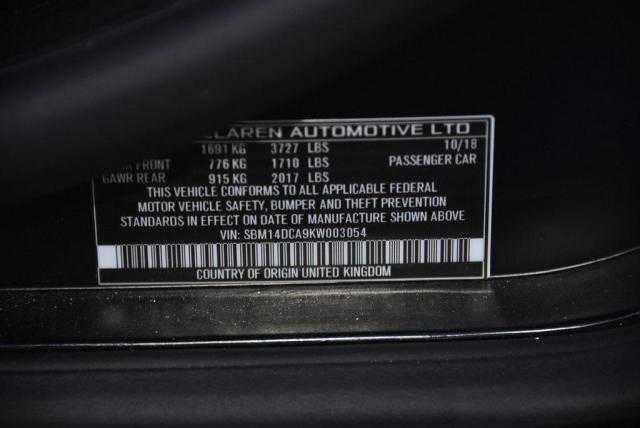 CLAREN AUTOMOTIVE LTD
1691 KG 3727 LBS 10/18
FRONT 776 KG 1710 LBS PASSENGER CAR
GAWR REAR 915 KG 2017 LBS
THIS VEHICLE CONFORMS TO ALL APPLICABLE FEDERAL
MOTOR VEHICLE SAFETY, BUMPER AND THEFT PREVENTION
STANDARDS IN EFFECT ON DATE OF MANUFACTURE SHOWN ABOVE
VIN: SBM14DCA9KW003054
COUNTRY OF ORIGIN UNITED KINGDOM